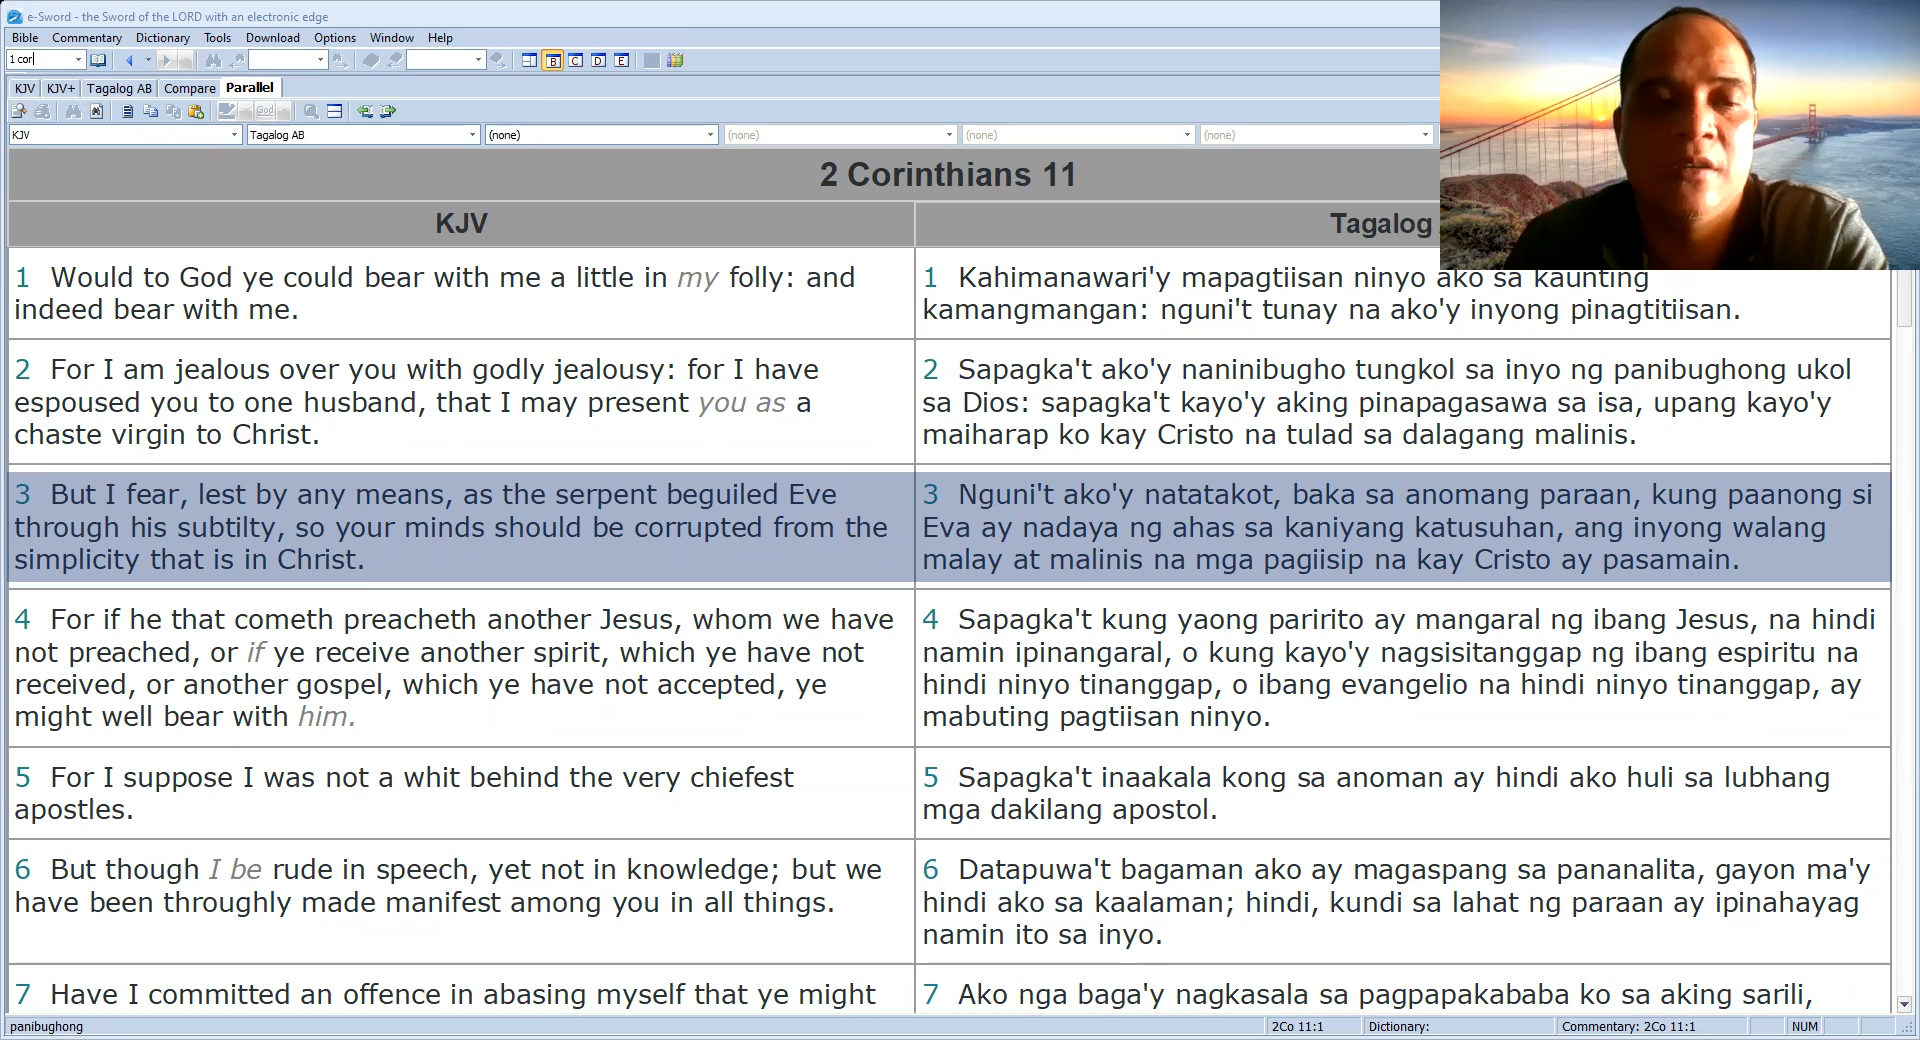 e-Sword - the Sword of the LORD with an electronic edge
Bible Commentary Dictionary Tools Download Options Window Help
1 cor
B C D E
KJV KJV+ Tagalog AB Compare Parallel
God
KJV Tagalog AB (none) (none) (none) (none)
2 Corinthians 11
KJV
Tagalog
1 Would to God ye could bear with me a little in my folly: and
indeed bear with me.
1 Kahimanawari'y mapagtiisan ninyo ako sa kaunting
kamangmangan: nguni't tunay na ako'y inyong pinagtitiisan.
2 For I am jealous over you with godly jealousy: for I have
espoused you to one husband, that I may present you as a
chaste virgin to Christ.
2 Sapagka't ako'y naninibugho tungkol sa inyo ng panibughong ukol
sa Dios: sapagka't kayo'y aking pinapagasawa sa isa, upang kayo'y
maiharap ko kay Cristo na tulad sa dalagang malinis.
3 But I fear, lest by any means, as the serpent beguiled Eve
through his subtilty, so your minds should be corrupted from the
simplicity that is in Christ.
3 Nguni't ako'y natatakot, baka sa anomang paraan, kung paanong si
Eva ay nadaya ng ahas sa kaniyang katusuhan, ang inyong walang
malay at malinis na mga pagiisip na kay Cristo ay pasamain.
4 For if he that cometh preacheth another Jesus, whom we have
not preached, or if ye receive another spirit, which ye have not
received, or another gospel, which ye have not accepted, ye
might well bear with him.
4 Sapagka't kung yaong paririto ay mangaral ng ibang Jesus, na hindi
namin ipinangaral, o kung kayo'y nagsisitanggap ng ibang espiritu na
hindi ninyo tinanggap, o ibang evangelio na hindi ninyo tinanggap, ay
mabuting pagtiisan ninyo.
5 For I suppose I was not a whit behind the very chiefest
apostles.
5 Sapagka't inaakala kong sa anoman ay hindi ako huli sa lubhang
mga dakilang apostol.
6 But though I be rude in speech, yet not in knowledge; but we
have been throughly made manifest among you in all things.
6 Datapuwa't bagaman ako ay magaspang sa pananalita, gayon ma'y
hindi ako sa kaalaman; hindi, kundi sa lahat ng paraan ay ipinahayag
namin ito sa inyo.
7 Have I committed an offence in abasing myself that ye might
7 Ako nga baga'y nagkasala sa pagpapakababa ko sa aking sarili,
panibughong 2Co 11:1 Dictionary: Commentary: 2Co 11:1 NUM